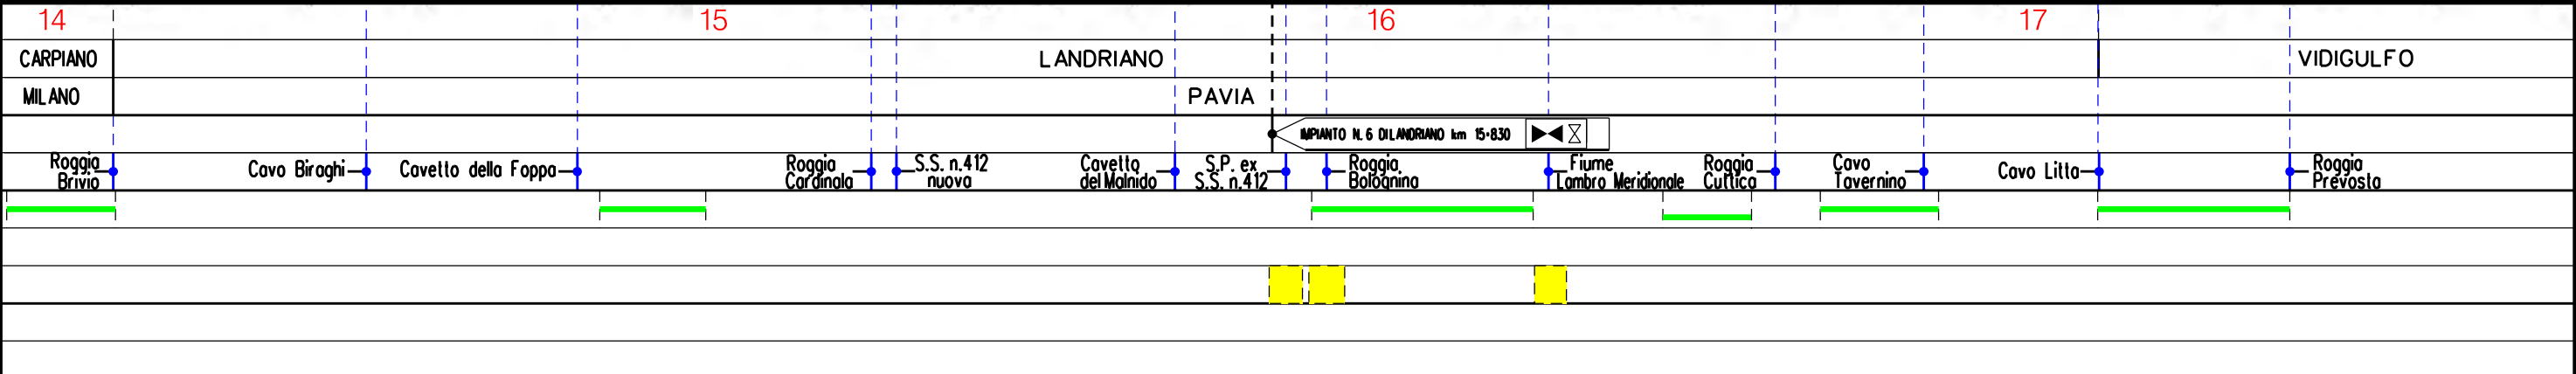 14 15 16 17
CARPIANO LANDRIANO VIDIGULFO
MILANO PAVIA
IMPIANTO N. 6 DI LANDRIANO km 15+830
Roggia
Brivio
Cavo Biraghi
Cavetto della Foppa
Roggia
Cardinala
S.S. n.412
nuova
Cavetto
del Malnido
S.P. ex
S.S. n.412
Roggia
Bolognina
Fiume
Lambro Meridionale
Roggia
Cuttica
Cavo
Tavernino
Cavo Litta
Roggia
Prevosta